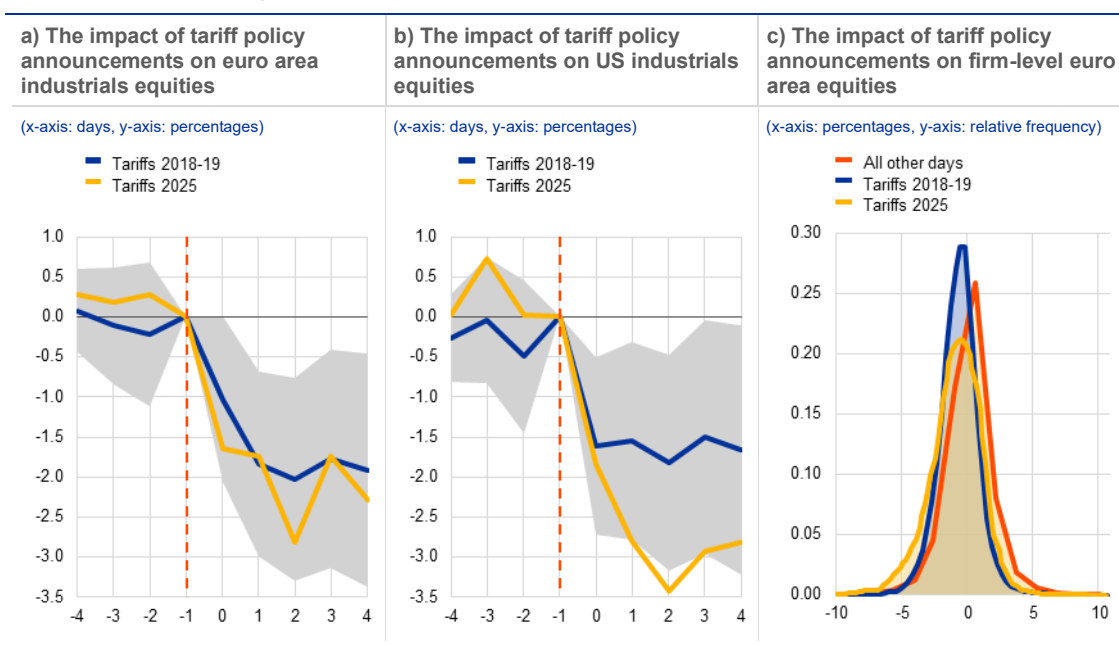 a) The impact of tariff policy
announcements on euro area
industrials equities
(x-axis: days, y-axis: percentages)
Tariffs 2018-19
Tariffs 2025
1.0
0.5
0.0
-0.5
-1.0
-1.5
-2.0
-2.5
-3.0
-3.5
-4 -3 -2 -1 0 1 2 3 4
b) The impact of tariff policy
announcements on US industrials
equities
(x-axis: days, y-axis: percentages)
Tariffs 2018-19
Tariffs 2025
1.0
0.5
0.0
-0.5
-1.0
-1.5
-2.0
-2.5
-3.0
-3.5
-4 -3 -2 -1 0 1 2 3 4
c) The impact of tariff policy
announcements on firm-level euro
area equities
(x-axis: percentages, y-axis: relative frequency)
All other days
Tariffs 2018-19
Tariffs 2025
0.30
0.25
0.20
0.15
0.10
0.05
0.00
-10 -5 0 5 10